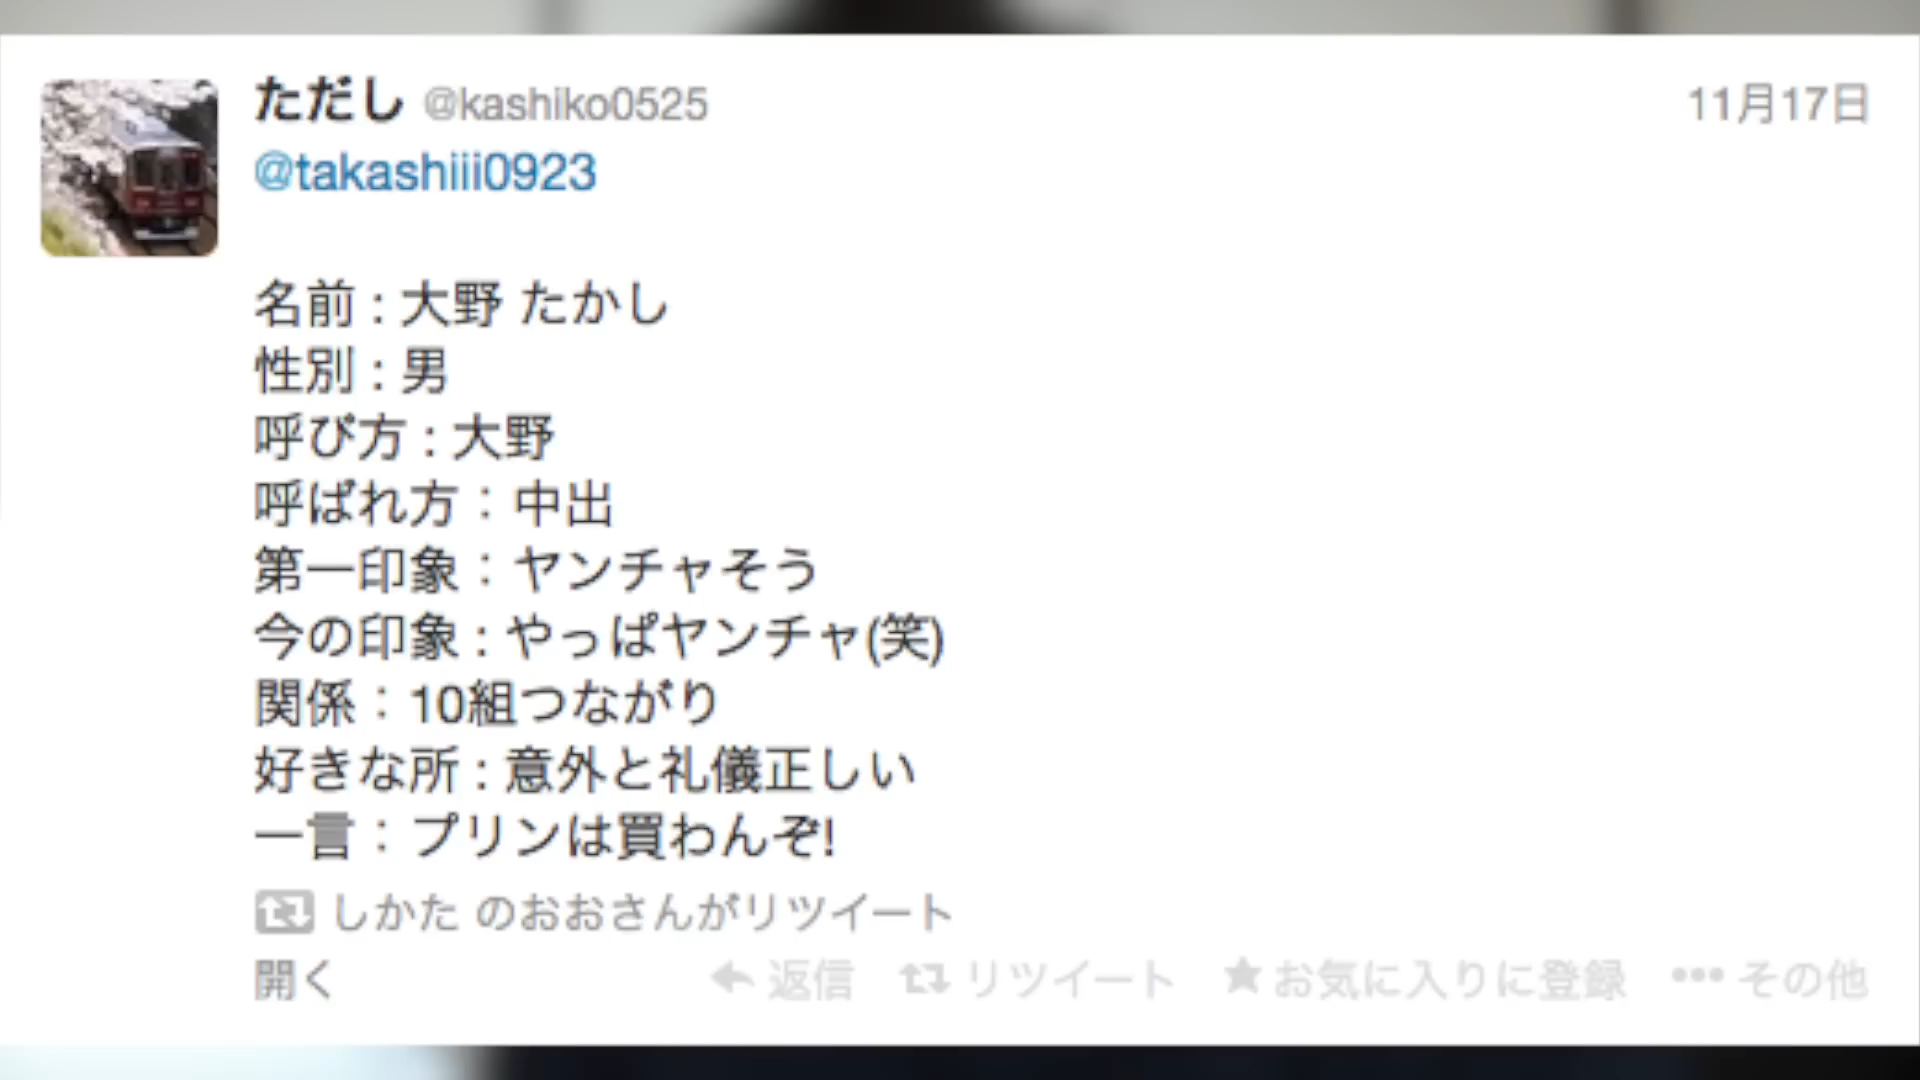 ただし @kashiko0525 11月17日
@takashiii0923
名前 : 大野 たかし
性別 : 男
呼び方 : 大野
呼ばれ方：中出
第一印象：ヤンチャそう
今の印象 : やっぱヤンチャ(笑)
関係：10組つながり
好きな所 : 意外と礼儀正しい
一言：プリンは買わんぞ!
しかた のおおさんがリツイート
開く 返信 リツイート お気に入りに登録 その他